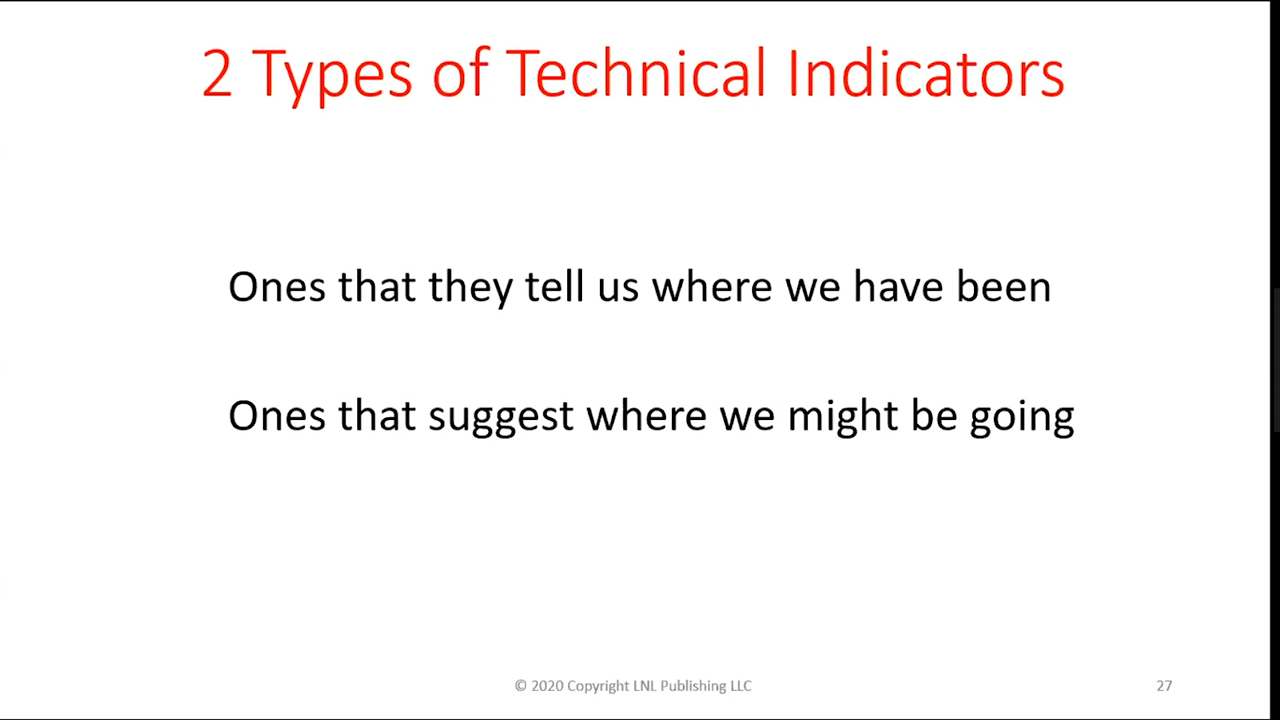 2 Types of Technical Indicators
Ones that they tell us where we have been
Ones that suggest where we might be going
© 2020 Copyright LNL Publishing LLC
27